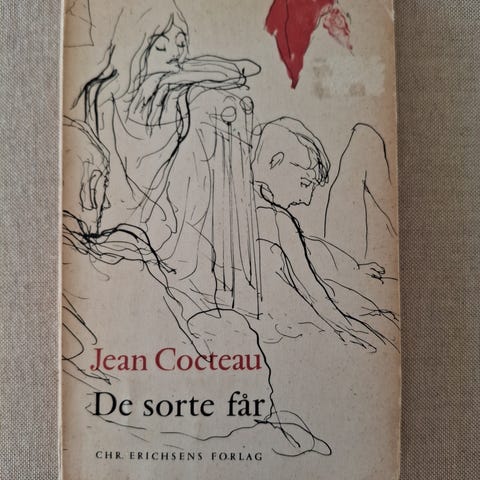 Jean Cocteau
De sorte får
CHR. ERICHSENS FORLAG